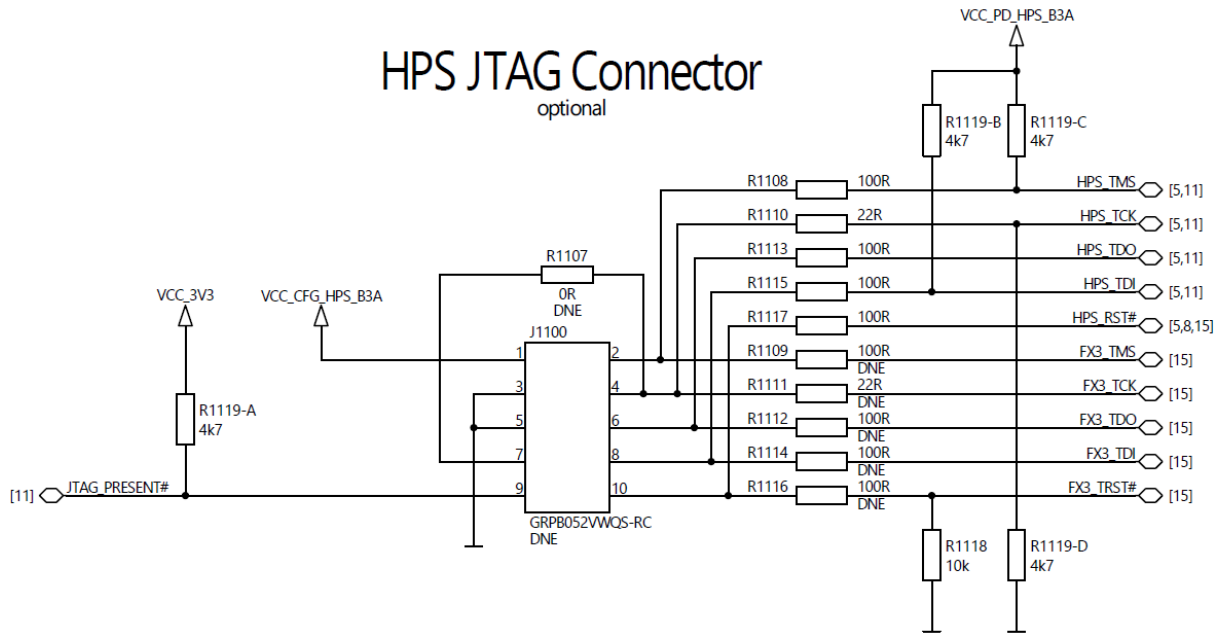 VCC_PD_HPS_B3A
HPS JTAG Connector
optional
R1119-B
4k7
R1119-C
4k7
R1108 100R HPS_TMS [5,11]
R1110 22R HPS_TCK [5,11]
R1113 100R HPS_TDO [5,11]
R1107
0R
DNE
R1115 100R HPS_TDI [5,11]
VCC_3V3
VCC_CFG_HPS_B3A
R1117 100R HPS_RST# [5,8,15]
J1100
1 2
R1109 100R FX3_TMS [15]
DNE
3 4
R1111 22R FX3_TCK [15]
DNE
R1119-A
4k7
5 6
R1112 100R FX3_TDO [15]
DNE
7 8
R1114 100R FX3_TDI [15]
DNE
[11] JTAG_PRESENT#
9 10
R1116 100R FX3_TRST# [15]
DNE
GRPB052VWQS-RC
DNE
R1118
10k
R1119-D
4k7